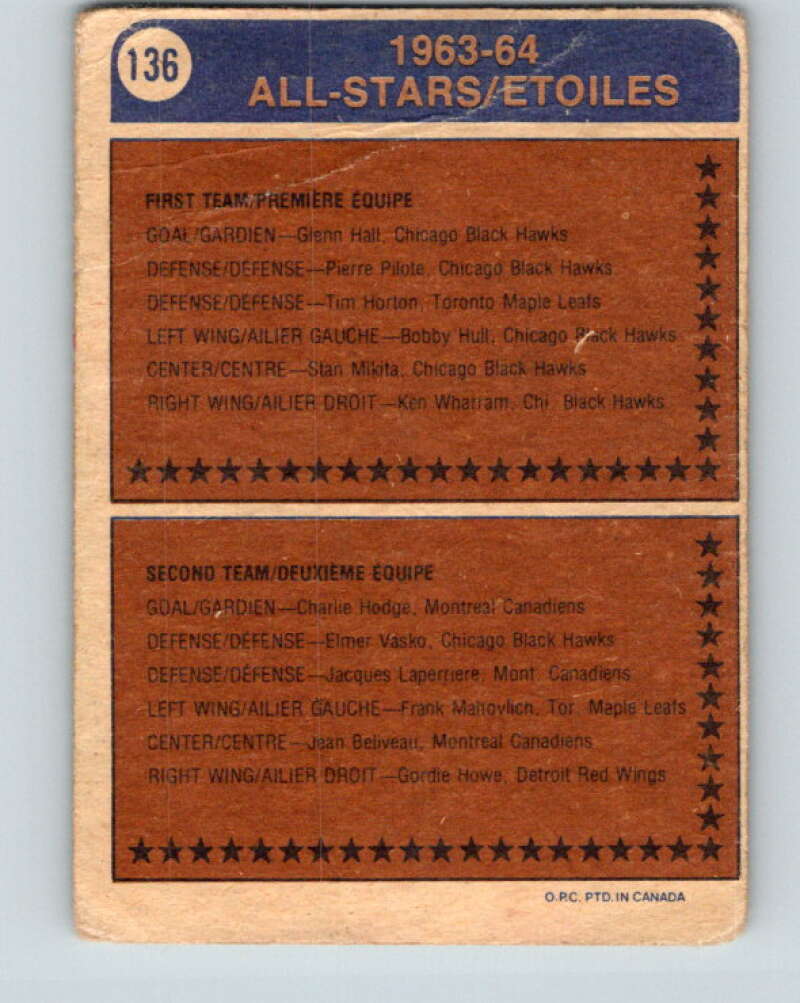 136
1963-64
ALL-STARS/ETOILES
FIRST TEAM/PREMIÈRE ÉQUIPE
GOAL/GARDIEN—Glenn Hall, Chicago Black Hawks
DEFENSE/DÉFENSE—Pierre Pilote, Chicago Black Hawks
DEFENSE/DÉFENSE—Tim Horton, Toronto Maple Leafs
LEFT WING/AILIER GAUCHE—Bobby Hull, Chicago Black Hawks
CENTER/CENTRE—Stan Mikita, Chicago Black Hawks
RIGHT WING/AILIER DROIT—Ken Wharram, Chi. Black Hawks
SECOND TEAM/DEUXIÈME ÉQUIPE
GOAL/GARDIEN—Charlie Hodge, Montreal Canadiens
DEFENSE/DÉFENSE—Elmer Vasko, Chicago Black Hawks
DEFENSE/DÉFENSE—Jacques Laperriere, Mont. Canadiens
LEFT WING/AILIER GAUCHE—Frank Mahovlich, Tor. Maple Leafs
CENTER/CENTRE—Jean Beliveau, Montreal Canadiens
RIGHT WING/AILIER DROIT—Gordie Howe, Detroit Red Wings
O.P.C. PTD. IN CANADA